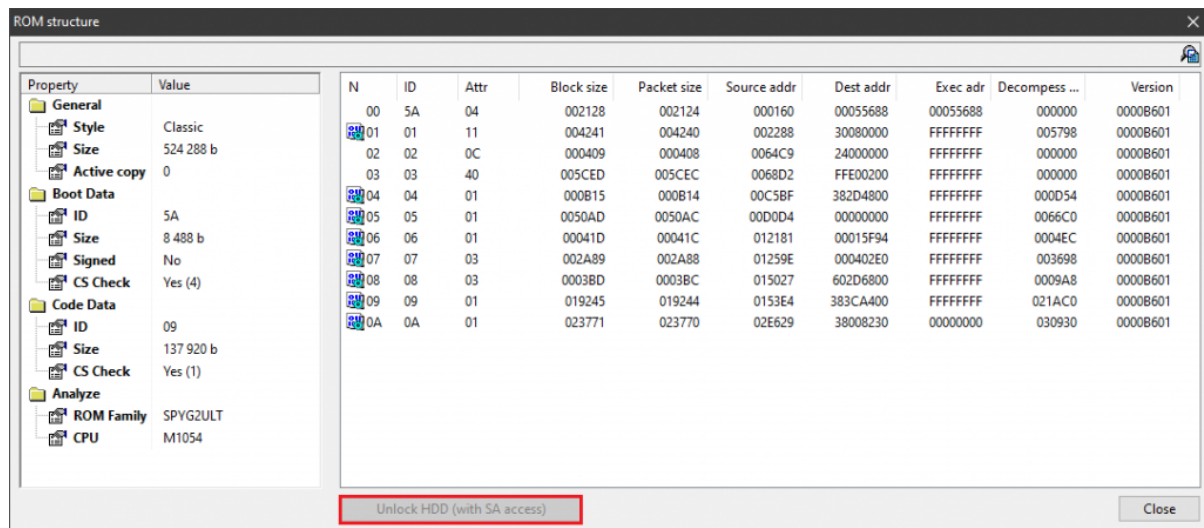 ROM structure
Property Value
General
Style Classic
Size 524 288 b
Active copy 0
Boot Data
ID 5A
Size 8 488 b
Signed No
CS Check Yes (4)
Code Data
ID 09
Size 137 920 b
CS Check Yes (1)
Analyze
ROM Family SPYG2ULT
CPU M1054
N ID Attr Block size Packet size Source addr Dest addr Exec adr Decompess ... Version
00 5A 04 002128 002124 000160 00055688 00055688 000000 0000B601
01 01 11 004241 004240 002288 30080000 FFFFFFFF 005798 0000B601
02 02 0C 000409 000408 0064C9 24000000 FFFFFFFF 000000 0000B601
03 03 40 005CED 005CEC 0068D2 FFE00200 FFFFFFFF 000000 0000B601
04 04 01 000B15 000B14 00C5BF 382D4800 FFFFFFFF 000D54 0000B601
05 05 01 0050AD 0050AC 00D0D4 00000000 FFFFFFFF 0066C0 0000B601
06 06 01 00041D 00041C 012181 00015F94 FFFFFFFF 0004EC 0000B601
07 07 03 002A89 002A88 01259E 000402E0 FFFFFFFF 003698 0000B601
08 08 03 0003BD 0003BC 015027 602D6800 FFFFFFFF 0009A8 0000B601
09 09 01 019245 019244 0153E4 383CA400 FFFFFFFF 021AC0 0000B601
0A 0A 01 023771 023770 02E629 38008230 00000000 030930 0000B601
Unlock HDD (with SA access)
Close